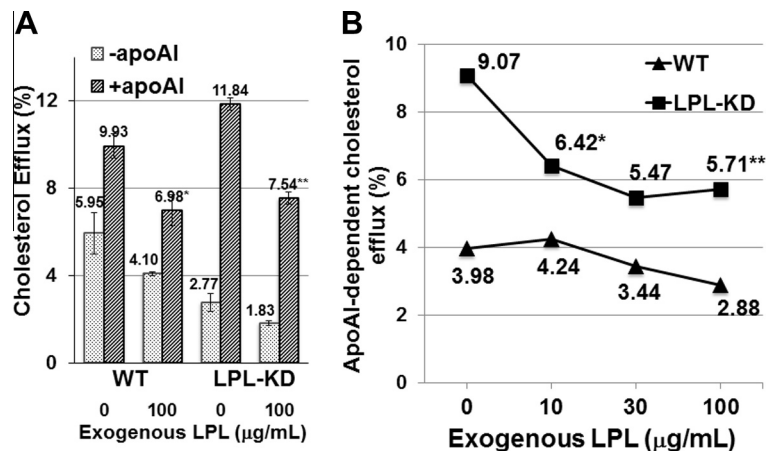 A
-apoAI
+apoAI
Cholesterol Efflux (%)
12
8
4
0
5.95
9.93
4.10
6.98*
2.77
11.84
1.83
7.54**
WT
LPL-KD
0 100 0 100
Exogenous LPL (μg/mL)
B
ApoAI-dependent cholesterol
efflux (%)
10
8
6
4
2
0
WT
LPL-KD
9.07
6.42*
5.47
5.71**
3.98
4.24
3.44
2.88
0 10 30 100
Exogenous LPL (μg/mL)